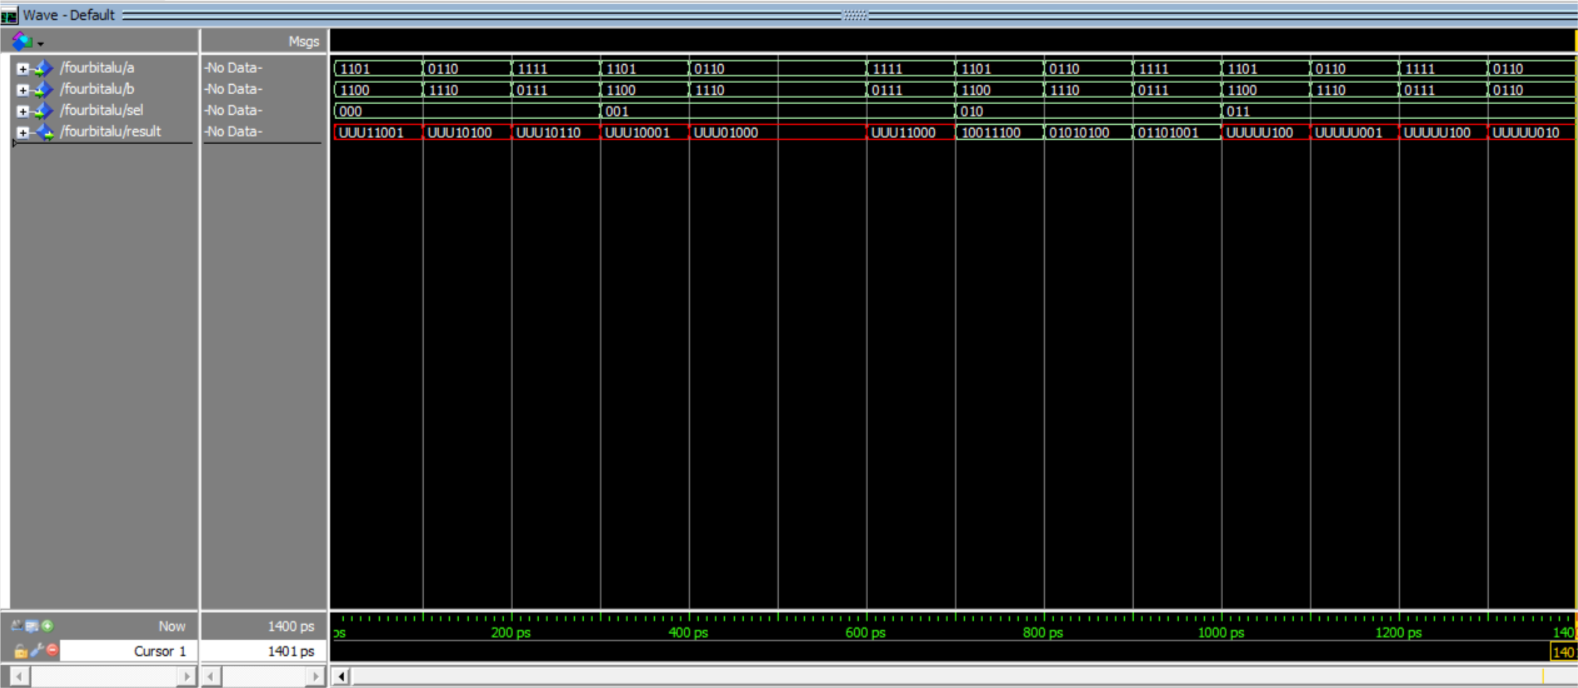 Wave - Default
Msgs
/fourbitalu/a -No Data- 1101 0110 1111 1101 0110 1111 1101 0110 1111 1101 0110 1111 0110
/fourbitalu/b -No Data- 1100 1110 0111 1100 1110 0111 1100 1110 0111 1100 1110 0111 0110
/fourbitalu/sel -No Data- 000 001 010 011
/fourbitalu/result -No Data- UUU11001 UUU10100 UUU10110 UUU10001 UUU01000 UUU11000 10011100 01010100 01101001 UUUUU100 UUUUU001 UUUUU100 UUUUU010
Now 1400 ps ps 200 ps 400 ps 600 ps 800 ps 1000 ps 1200 ps 140
Cursor 1 1401 ps 140